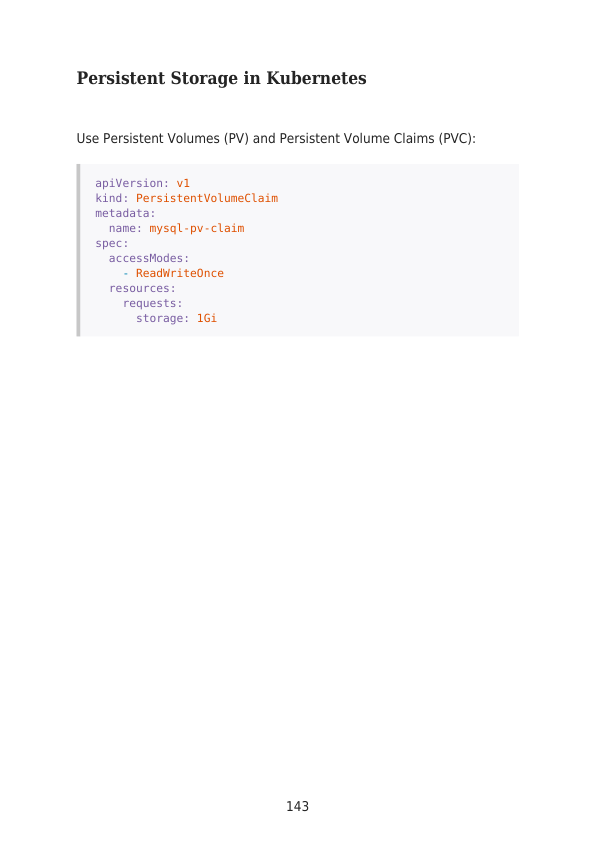 Persistent Storage in Kubernetes
Use Persistent Volumes (PV) and Persistent Volume Claims (PVC):
apiVersion: v1
kind: PersistentVolumeClaim
metadata:
  name: mysql-pv-claim
spec:
  accessModes:
    - ReadWriteOnce
  resources:
    requests:
      storage: 1Gi
143